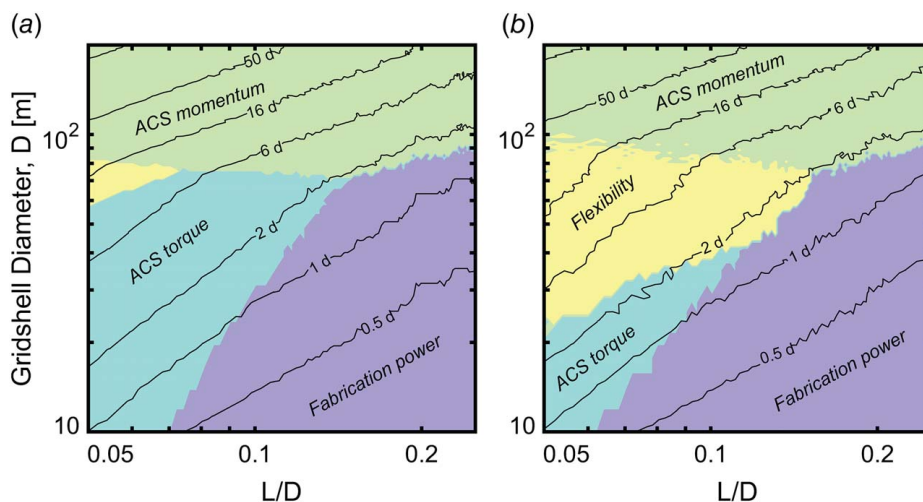 (a)
Gridshell Diameter, D [m]
10²
10
50 d
ACS momentum
16 d
6 d
ACS torque
2 d
1 d
0.5 d
Fabrication power
0.05
0.1
0.2
L/D
(b)
10²
10
50 d
ACS momentum
16 d
6 d
Flexibility
2 d
1 d
ACS torque
0.5 d
Fabrication power
0.05
0.1
0.2
L/D